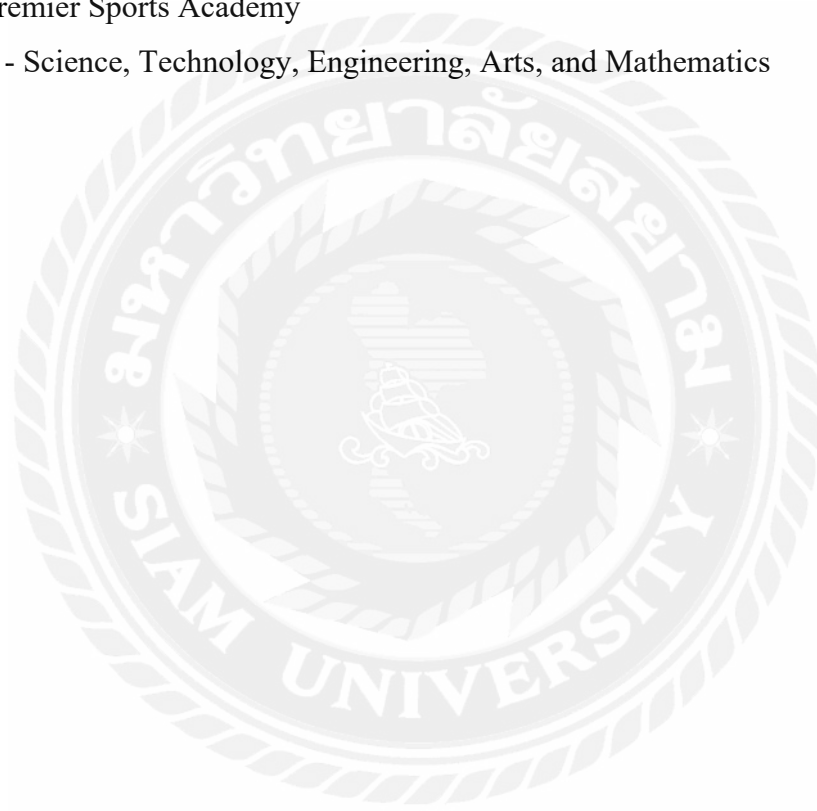 remier Sports Academy
- Science, Technology, Engineering, Arts, and Mathematics
มหาวิทยาลัยสยาม
SIAM UNIVERSITY